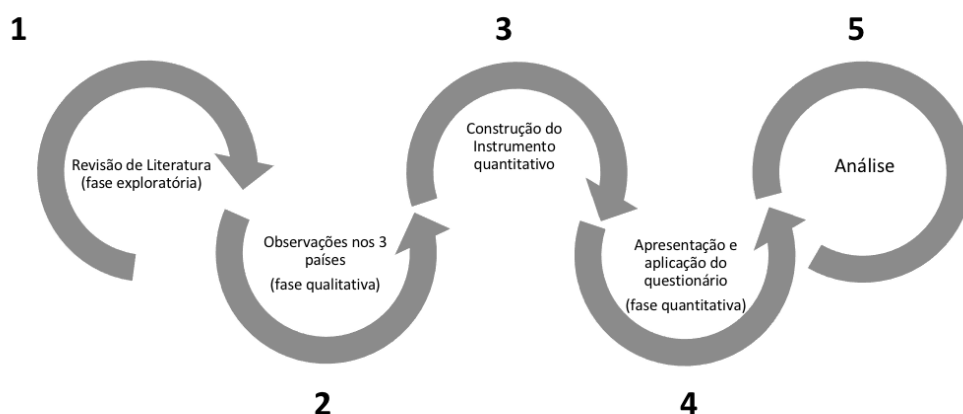 1
Revisão de Literatura
(fase exploratória)
2
Observações nos 3
países
(fase qualitativa)
3
Construção do
Instrumento
quantitativo
4
Apresentação e
aplicação do
questionário
(fase quantitativa)
5
Análise